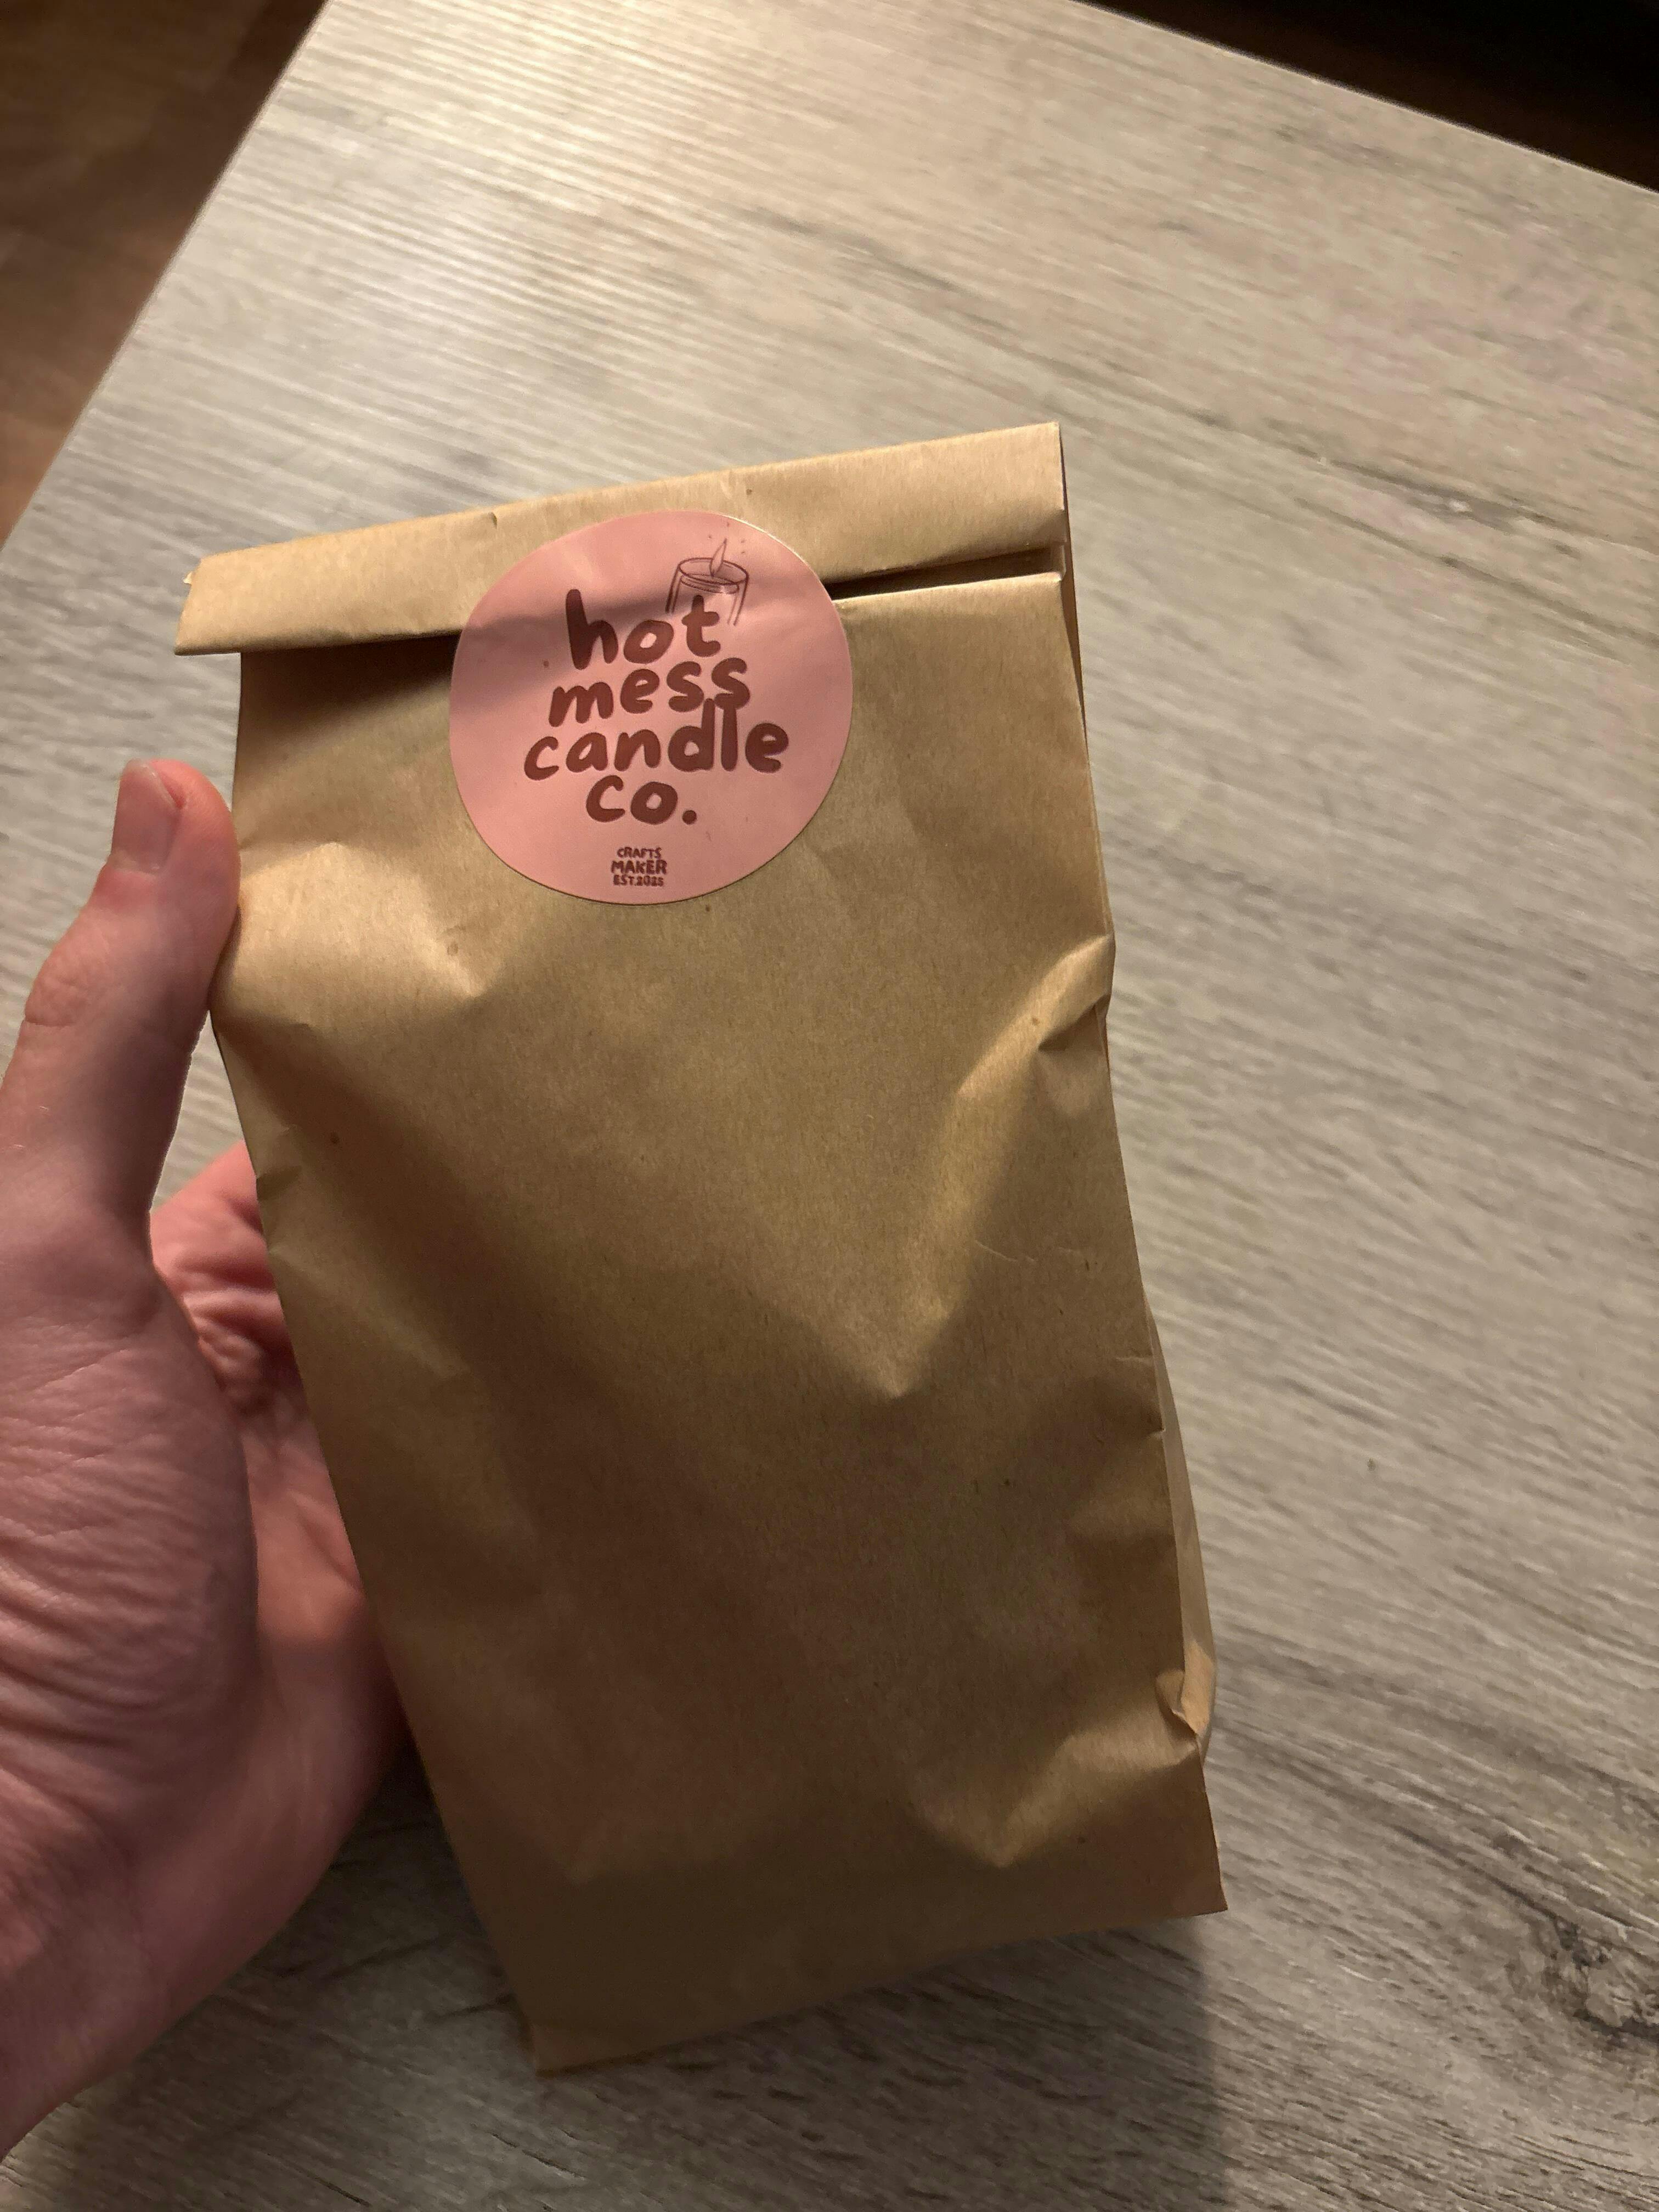 hot
mess
candle
co.
CRAFTS
MAKER
EST.2025